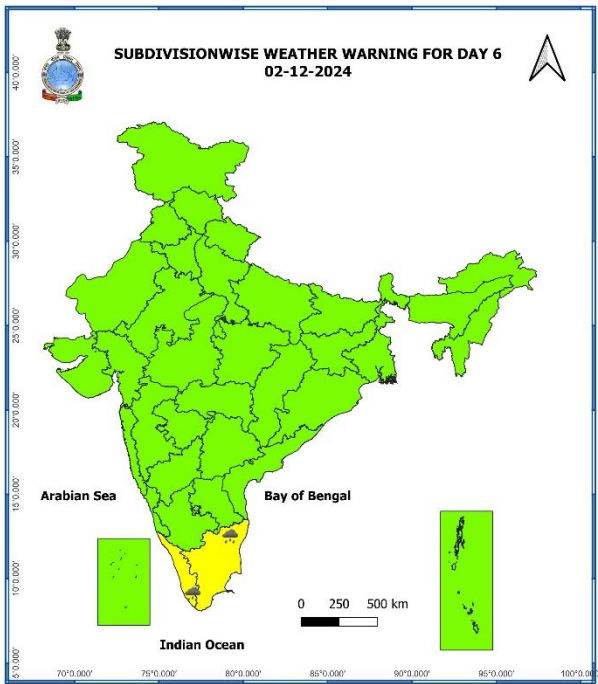 SUBDIVISIONWISE WEATHER WARNING FOR DAY 6
02-12-2024
40°0.000'
35°0.000'
30°0.000'
25°0.000'
20°0.000'
15°0.000'
10°0.000'
5°0.000'
Arabian Sea
Bay of Bengal
0 250 500 km
Indian Ocean
70°0.000' 75°0.000' 80°0.000' 85°0.000' 90°0.000' 95°0.000' 100°0.000'